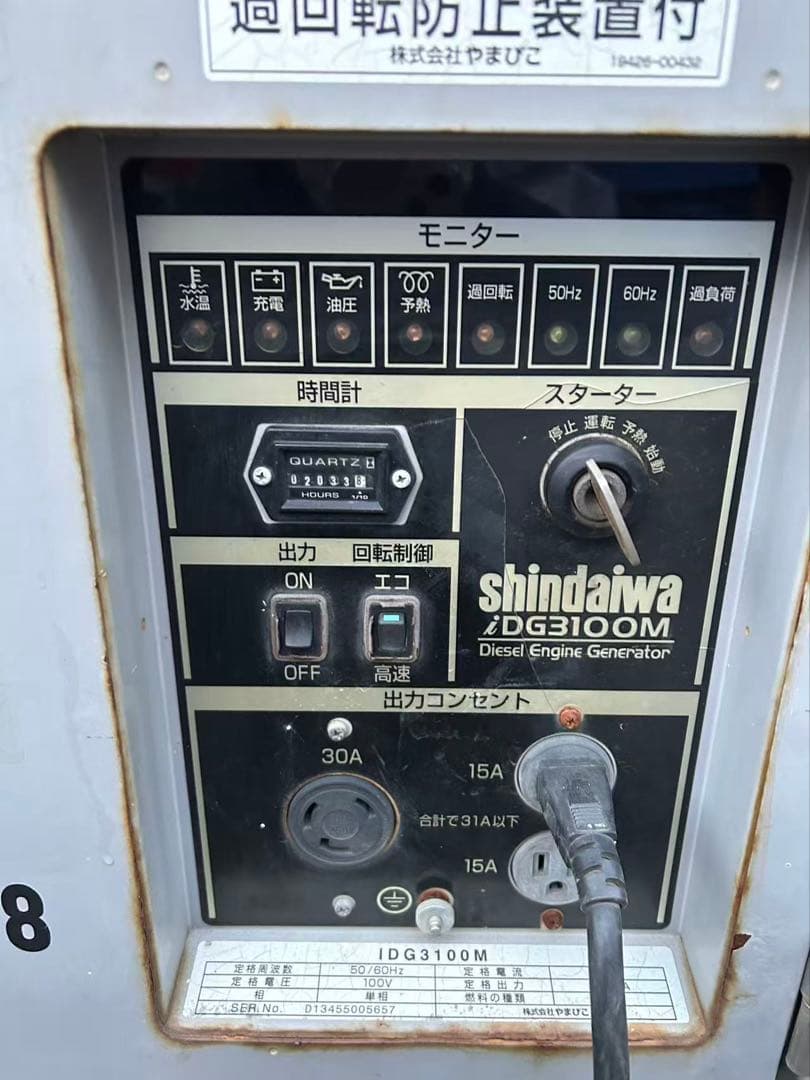 過回転防止装置付
株式会社やまびこ 19426-00432
モニター
水温 充電 油圧 予熱 過回転 50Hz 60Hz 過負荷
時間計 スターター
停止 運転 予熱 始動
QUARTZ
02033
HOURS 1/10
出力 回転制御
ON エコ
OFF 高速
shindaiwa
iDG3100M
Diesel Engine Generator
出力コンセント
30A
15A
合計で31A以下
15A
8
IDG3100M
定格周波数 50/60Hz 定格電流
定格電圧 100V 定格出力
相 単相 燃料の種類
SER.No. D13455005657 株式会社やまびこ